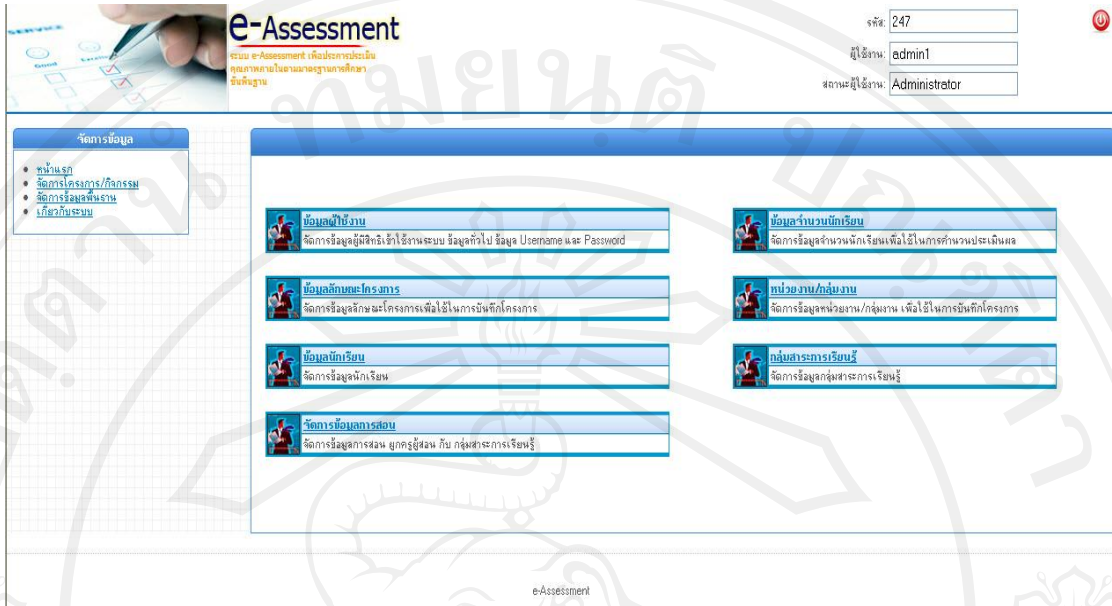 SERVICE
Good
Excellent
e-Assessment
ระบบ e-Assessment เพื่อประการประเมิน
คุณภาพภายในตามมาตรฐานการศึกษา
ขั้นพื้นฐาน
รหัส: 247
ผู้ใช้งาน: admin1
สถานะผู้ใช้งาน: Administrator
จัดการข้อมูล
หน้าแรก
จัดการโครงการ/กิจกรรม
จัดการข้อมูลพื้นฐาน
เกี่ยวกับระบบ
ข้อมูลผู้ใช้งาน
จัดการข้อมูลผู้มีสิทธิเข้าใช้งานระบบ ข้อมูลทั่วไป ข้อมูล Username และ Password
ข้อมูลจำนวนนักเรียน
จัดการข้อมูลจำนวนนักเรียนเพื่อใช้ในการคำนวนประเมินผล
ข้อมูลลักษณะโครงการ
จัดการข้อมูลลักษณะโครงการเพื่อใช้ในการบันทึกโครงการ
หน่วยงาน/กลุ่มงาน
จัดการข้อมูลหน่วยงาน/กลุ่มงาน เพื่อใช้ในการบันทึกโครงการ
ข้อมูลนักเรียน
จัดการข้อมูลนักเรียน
กลุ่มสาระการเรียนรู้
จัดการข้อมูลกลุ่มสาระการเรียนรู้
จัดการข้อมูลการสอน
จัดการข้อมูลการสอน ผูกครูผู้สอน กับ กลุ่มสาระการเรียนรู้
e-Assessment